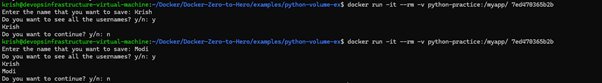 krish@devopsinfrastructure-virtual-machine:~/Docker/Docker-Zero-to-Hero/examples/python-volume-ex$ docker run -it --rm -v python-practice:/myapp/ 7ed470365b2b
Enter the name that you want to save: Krish
Do you want to see all the usernames? y/n: y
Krish
Do you want to continue? y/n: n
krish@devopsinfrastructure-virtual-machine:~/Docker/Docker-Zero-to-Hero/examples/python-volume-ex$ docker run -it --rm -v python-practice:/myapp/ 7ed470365b2b
Enter the name that you want to save: Modi
Do you want to see all the usernames? y/n: y
Krish
Modi
Do you want to continue? y/n: n